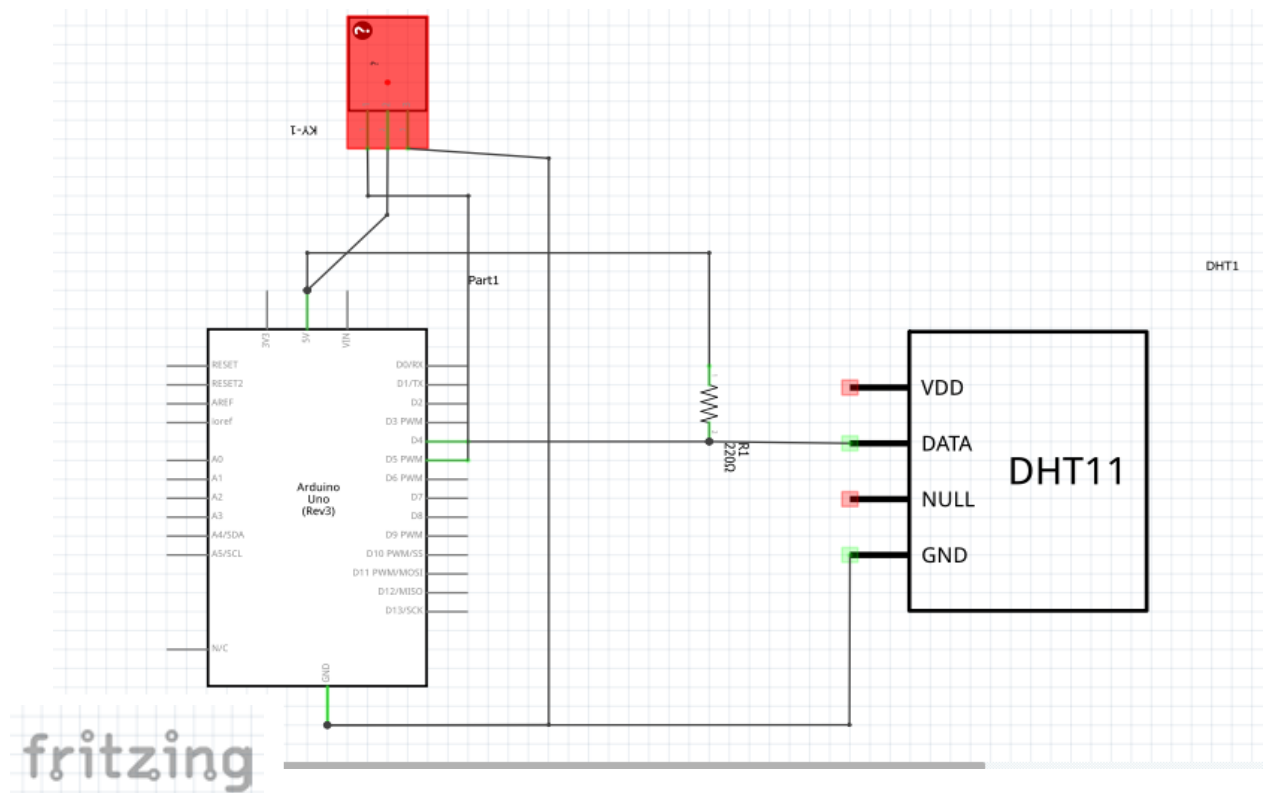 ?
KY-1
Part1
DHT1
3V3
5V
VIN
RESET
RESET2
AREF
ioref
A0
A1
A2
A3
A4/SDA
A5/SCL
N/C
D0/RX
D1/TX
D2
D3 PWM
D4
D5 PWM
D6 PWM
D7
D8
D9 PWM
D10 PWM/SS
D11 PWM/MOSI
D12/MISO
D13/SCK
Arduino
Uno
(Rev3)
GND
1
2
R1
220Ω
VDD
DATA
NULL
GND
DHT11
fritzing